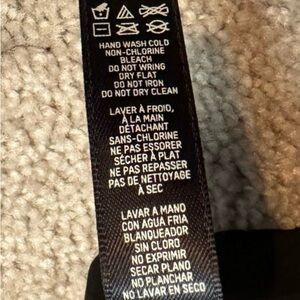 HAND WASH COLD
NON-CHLORINE
BLEACH
DO NOT WRING
DRY FLAT
DO NOT IRON
DO NOT DRY CLEAN
LAVER À FROID,
À LA MAIN
DÉTACHANT
SANS-CHLORINE
NE PAS ESSORER
SÉCHER À PLAT
NE PAS REPASSER
PAS DE NETTOYAGE
À SEC
LAVAR A MANO
CON AGUA FRIA
BLANQUEADOR
SIN CLORO
NO EXPRIMIR
SECAR PLANO
NO PLANCHAR
NO LAVAR EN SECO